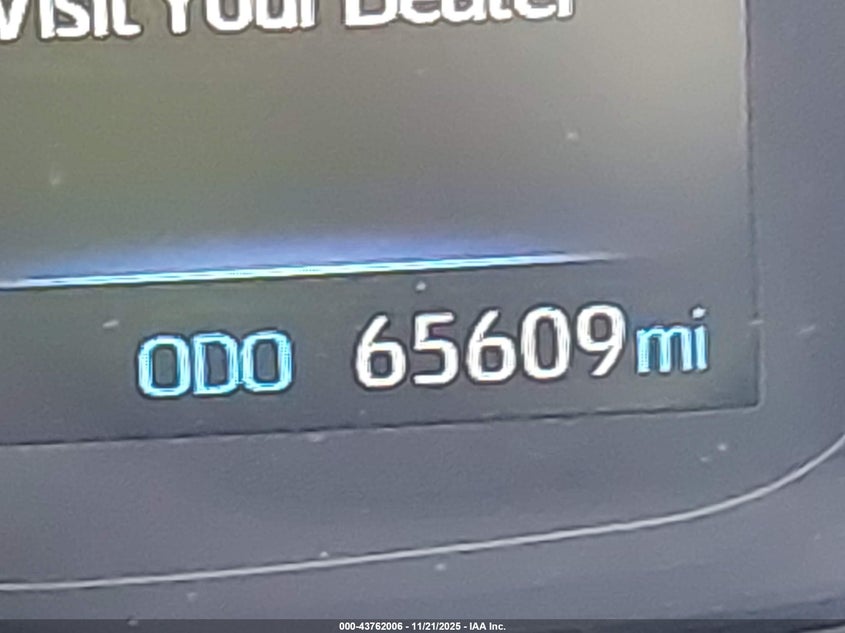 Visit Your Dealer
ODO 65609 mi
000-43762006 - 11/21/2025 - IAA Inc.